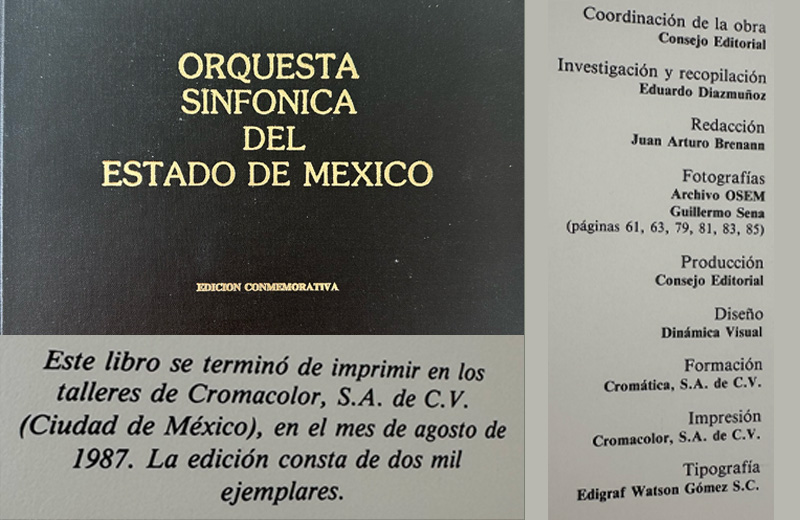 ORQUESTA
SINFONICA
DEL
ESTADO DE MEXICO
EDICION CONMEMORATIVA
Este libro se terminó de imprimir en los
talleres de Cromacolor, S.A. de C.V.
(Ciudad de México), en el mes de agosto de
1987. La edición consta de dos mil
ejemplares.
Coordinación de la obra
Consejo Editorial
Investigación y recopilación
Eduardo Diazmuñoz
Redacción
Juan Arturo Brenann
Fotografías
Archivo OSEM
Guillermo Sena
(páginas 61, 63, 79, 81, 83, 85)
Producción
Consejo Editorial
Diseño
Dinámica Visual
Formación
Cromática, S.A. de C.V.
Impresión
Cromacolor, S.A. de C.V.
Tipografía
Edigraf Watson Gómez S.C.